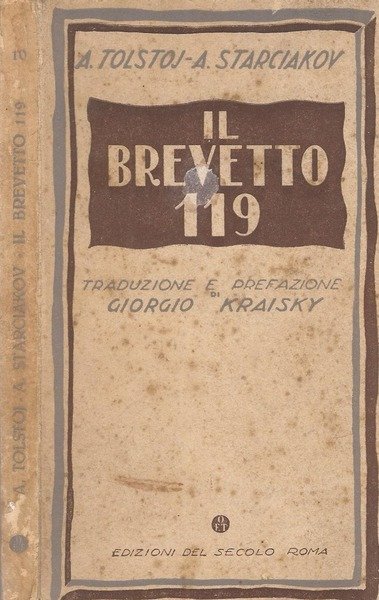 A. TOLSTOJ-A. STARCIAKOV
IL
BREVETTO
119
TRADUZIONE E PREFAZIONE
DI
GIORGIO KRAISKY
OET
EDIZIONI DEL SECOLO ROMA
A. TOLSTOJ-A STARCIAKOV - IL BREVETTO 119